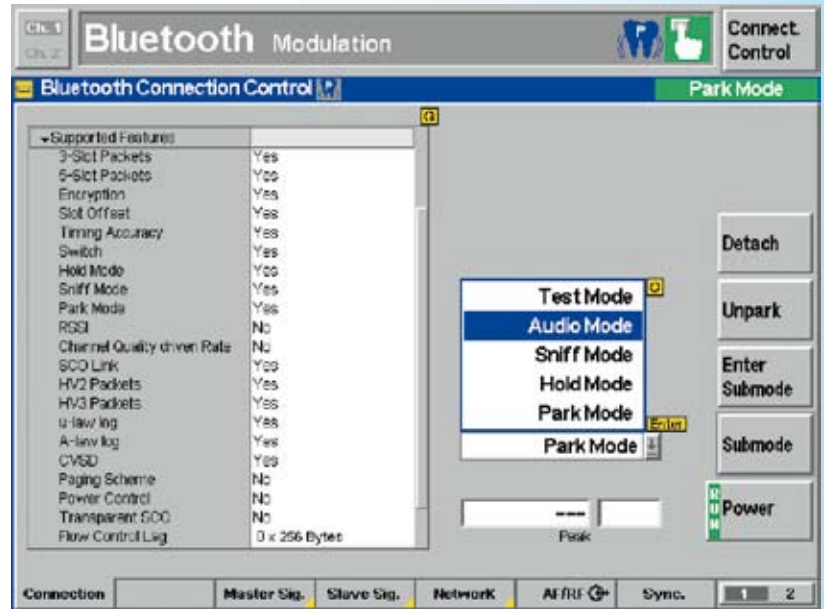 Ch. 1
Ch. 2
Bluetooth Modulation
Connect. Control
Bluetooth Connection Control
Park Mode
Supported Features
3-Slot Packets Yes
5-Slot Packets Yes
Encryption Yes
Slot Offset Yes
Timing Accuracy Yes
Switch Yes
Hold Mode Yes
Sniff Mode Yes
Park Mode Yes
RSSI No
Channel Quality driven Rate No
SCO Link Yes
HV2 Packets Yes
HV3 Packets Yes
u-law log Yes
A-law log Yes
CVSD Yes
Paging Scheme No
Power Control No
Transparent SCO No
Flow Control Lag 0 x 256 Bytes
Test Mode
Audio Mode
Sniff Mode
Hold Mode
Park Mode
Enter
Park Mode
---
Peak
Detach
Unpark
Enter
Submode
Submode
RUN
Power
Connection
Master Sig.
Slave Sig.
Network
AF/RF
Sync.
1 2